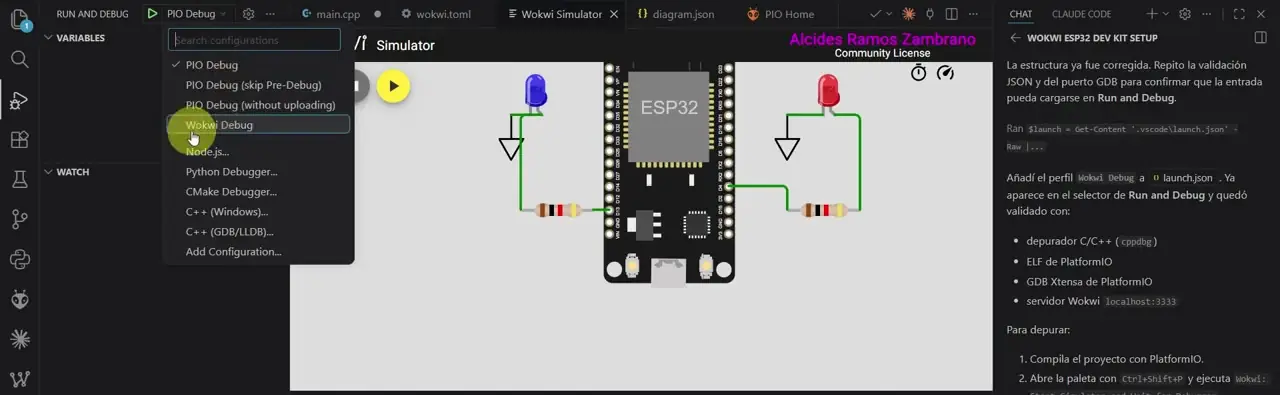 RUN AND DEBUG
PIO Debug
main.cpp
wokwi.toml
Wokwi Simulator
diagram.json
PIO Home
CHAT
CLAUDE CODE
VARIABLES
Search configurations
PIO Debug
PIO Debug (skip Pre-Debug)
PIO Debug (without uploading)
Wokwi Debug
Node.js...
Python Debugger...
CMake Debugger...
C++ (Windows)...
C++ (GDB/LLDB)...
Add Configuration...
WATCH
Simulator
Alcides Ramos Zambrano
Community License
ESP32
WOKWI ESP32 DEV KIT SETUP
La estructura ya fue corregida. Repito la validación
JSON y del puerto GDB para confirmar que la entrada
pueda cargarse en Run and Debug.
Ran $launch = Get-Content '.vscode\launch.json' -
Raw |...
Añadí el perfil Wokwi Debug a launch.json. Ya
aparece en el selector de Run and Debug y quedó
validado con:
• depurador C/C++ (cppdbg)
• ELF de PlatformIO
• GDB Xtensa de PlatformIO
• servidor Wokwi localhost:3333
Para depurar:
1. Compila el proyecto con PlatformIO.
2. Abre la paleta con Ctrl+Shift+P y ejecuta Wokwi: